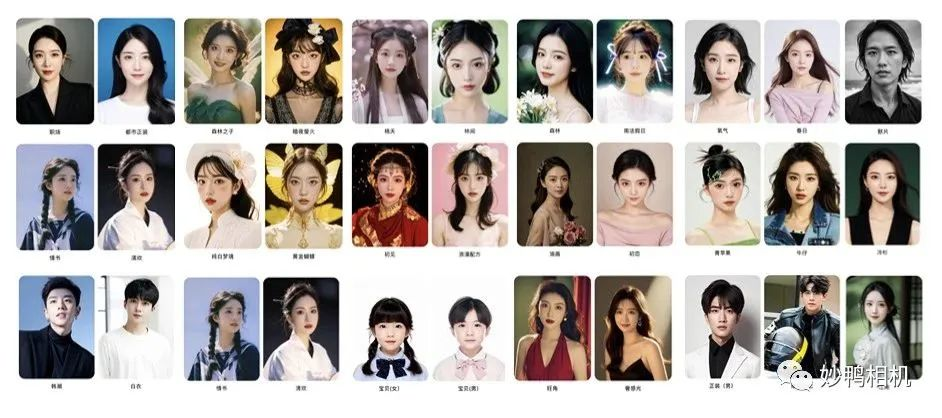 职场
都市正装
森林之子
暗夜萤火
桃夭
林间
森林
南法假日
氧气
春日
默片
情书
清欢
纯白梦境
黄金蝴蝶
初见
浪漫配方
油画
初恋
青苹果
牛仔
冷杉
韩潮
白衣
情书
清欢
宝贝(女)
宝贝(男)
旺角
奢感光
正装(男)
妙鸭相机